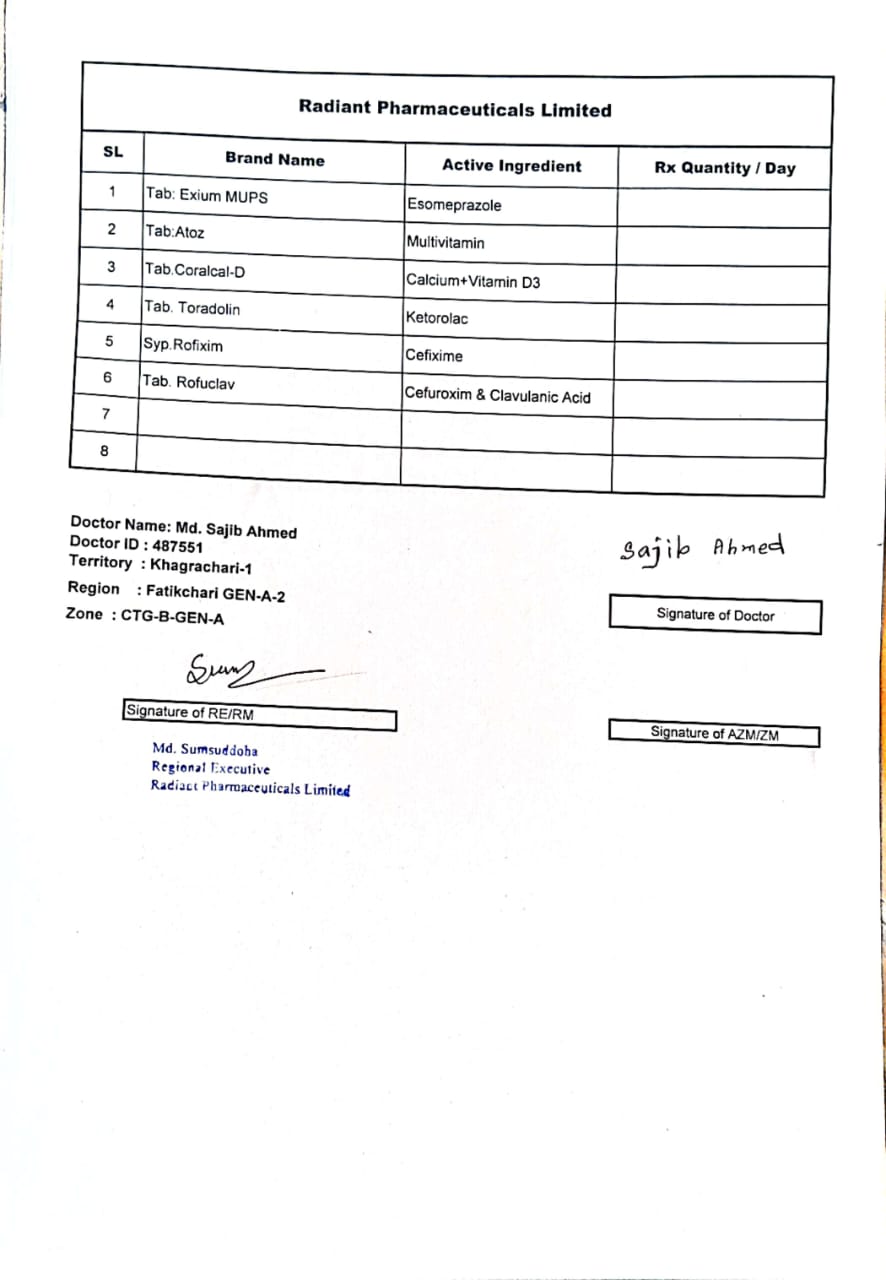 Radiant Pharmaceuticals Limited
SL Brand Name Active Ingredient Rx Quantity / Day
1 Tab: Exium MUPS Esomeprazole
2 Tab:Atoz Multivitamin
3 Tab.Coralcal-D Calcium+Vitamin D3
4 Tab. Toradolin Ketorolac
5 Syp.Rofixim Cefixime
6 Tab. Rofuclav Cefuroxim & Clavulanic Acid
7
8
Doctor Name: Md. Sajib Ahmed
Doctor ID : 487551
Territory : Khagrachari-1
Region : Fatikchari GEN-A-2
Zone : CTG-B-GEN-A
Sajib Ahmed
Signature of Doctor
Signature of RE/RM
Signature of AZM/ZM
Md. Sumsuddoha
Regional Executive
Radiant Pharmaceuticals Limited